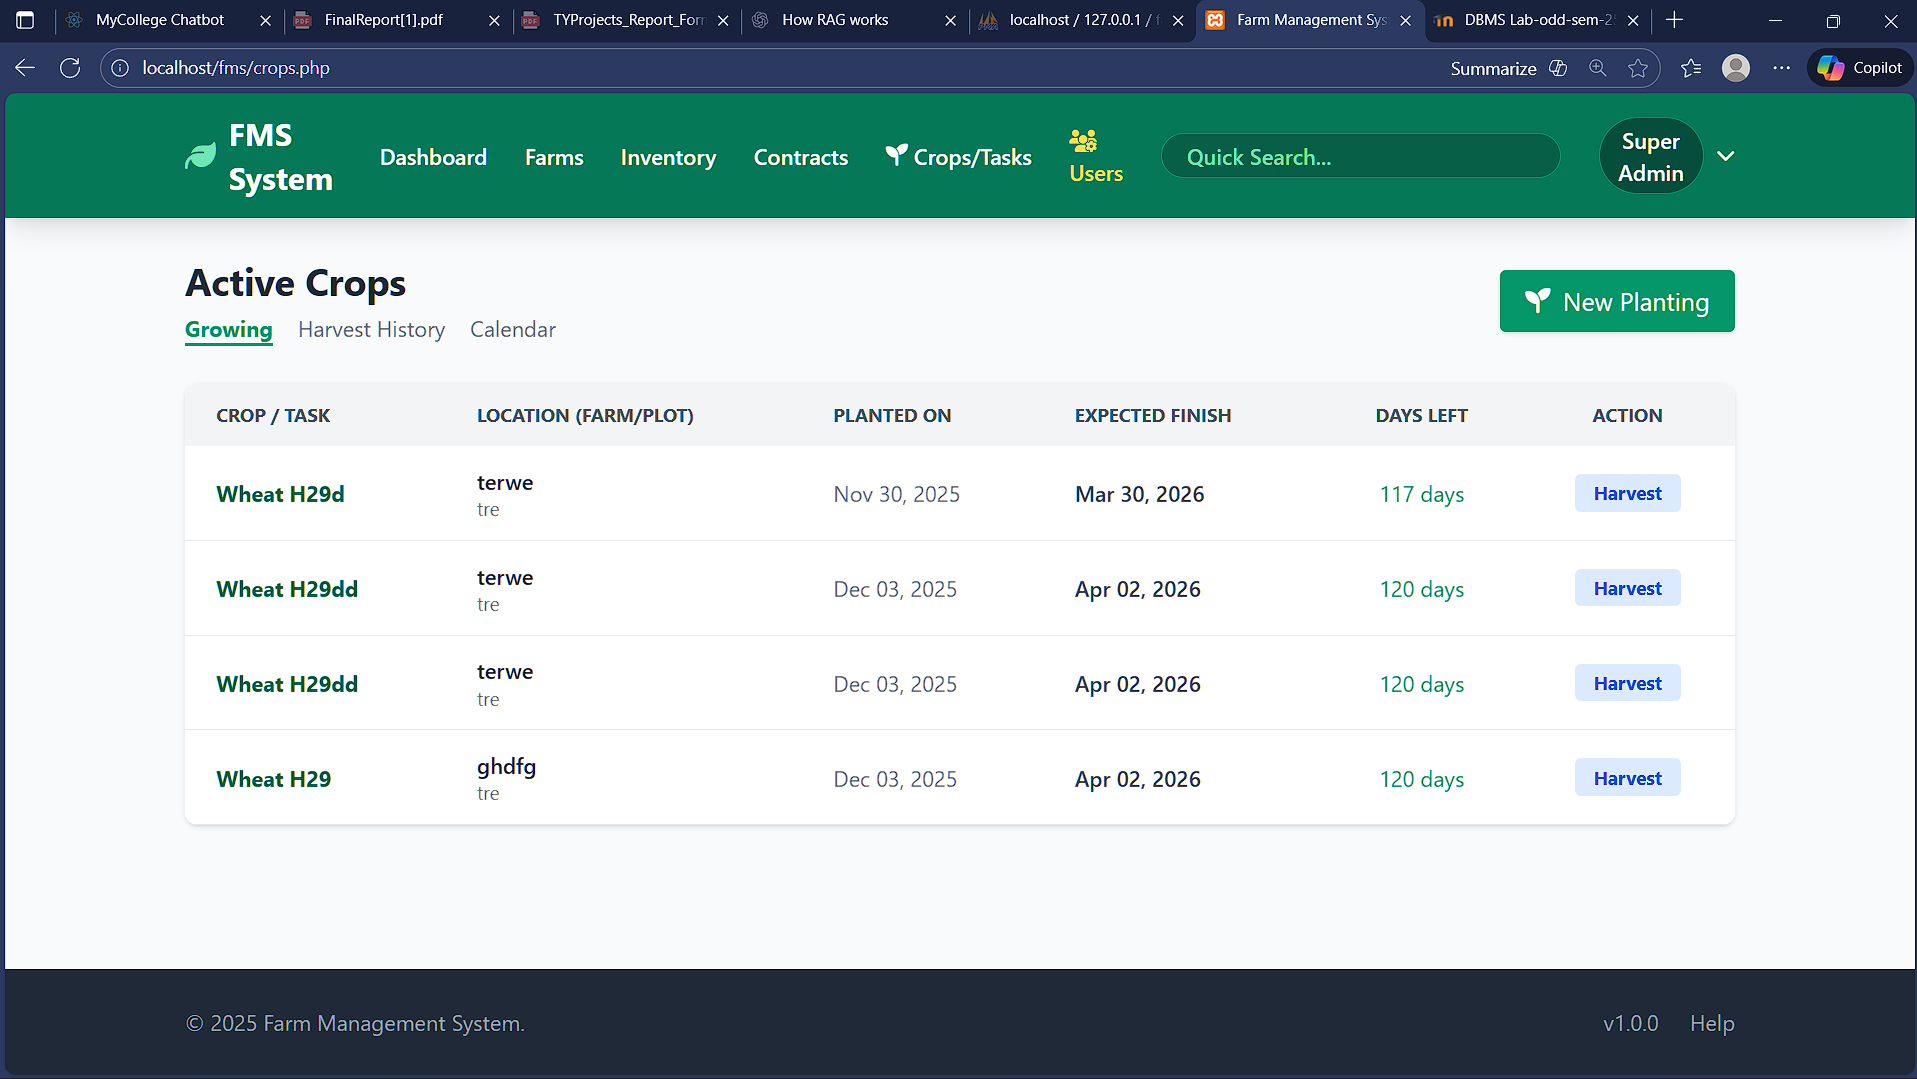 MyCollege Chatbot
FinalReport[1].pdf
TYProjects_Report_For
How RAG works
localhost / 127.0.0.1 / f
Farm Management Sys
DBMS Lab-odd-sem-2
localhost/fms/crops.php
Summarize
Copilot
FMS
System
Dashboard
Farms
Inventory
Contracts
Crops/Tasks
Users
Quick Search...
Super
Admin
Active Crops
Growing Harvest History Calendar
New Planting
CROP / TASK LOCATION (FARM/PLOT) PLANTED ON EXPECTED FINISH DAYS LEFT ACTION
Wheat H29d terwe Nov 30, 2025 Mar 30, 2026 117 days Harvest
tre
Wheat H29dd terwe Dec 03, 2025 Apr 02, 2026 120 days Harvest
tre
Wheat H29dd terwe Dec 03, 2025 Apr 02, 2026 120 days Harvest
tre
Wheat H29 ghdfg Dec 03, 2025 Apr 02, 2026 120 days Harvest
tre
© 2025 Farm Management System.
v1.0.0 Help